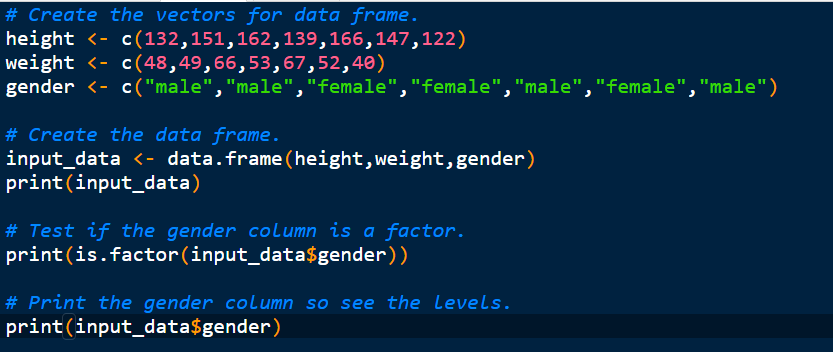 # Create the vectors for data frame.
height <- c(132,151,162,139,166,147,122)
weight <- c(48,49,66,53,67,52,40)
gender <- c("male","male","female","female","male","female","male")
# Create the data frame.
input_data <- data.frame(height,weight,gender)
print(input_data)
# Test if the gender column is a factor.
print(is.factor(input_data$gender))
# Print the gender column so see the levels.
print(input_data$gender)